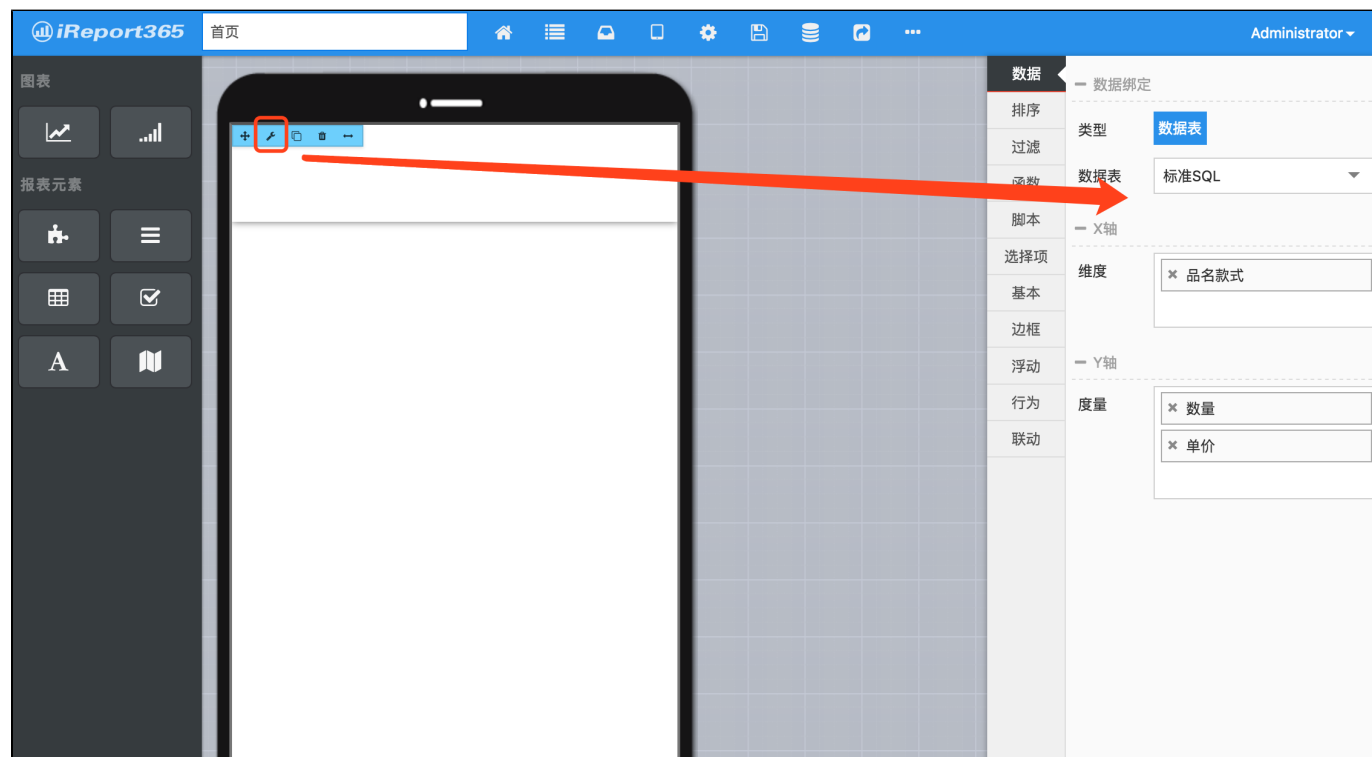 iReport365
首页
Administrator
图表
报表元素
A
数据
排序
过滤
函数
脚本
选择项
基本
边框
浮动
行为
联动
数据绑定
类型 数据表
数据表 标准SQL
X轴
维度 品名款式
Y轴
度量 数量
单价